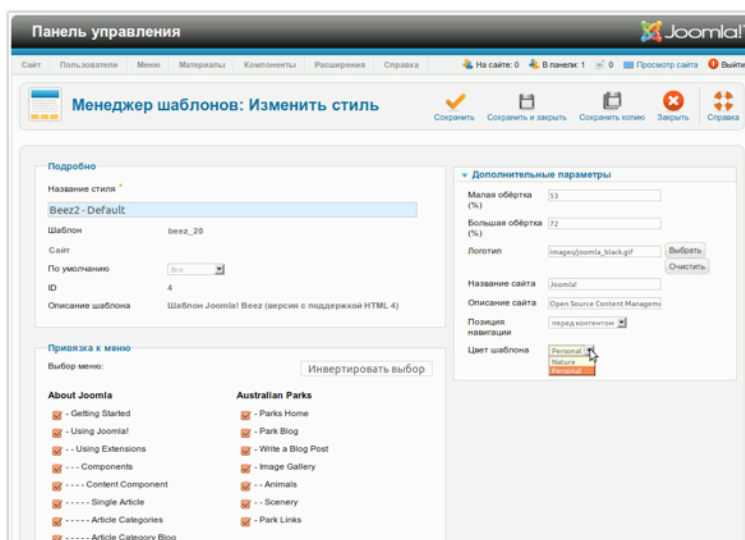 Панель управления
Joomla!
Сайт Пользователи Меню Материалы Компоненты Расширения Справка
На сайте: 0 В панели: 1 0 Просмотр сайта Выйти
Менеджер шаблонов: Изменить стиль
Сохранить Сохранить и закрыть Сохранить копию Закрыть Справка
Подробно
Название стиля *
Beez2 - Default
Шаблон beez_20
Сайт
По умолчанию Все
ID 4
Описание шаблона Шаблон Joomla! Beez (версия с поддержкой HTML 4)
Дополнительные параметры
Малая обёртка (%) 53
Большая обёртка (%) 72
Логотип images/joomla_black.gif Выбрать
Очистить
Название сайта Joomla!
Описание сайта Open Source Content Manageme
Позиция навигации перед контентом
Цвет шаблона Personal
Nature
Personal
Привязка к меню
Выбор меню: Инвертировать выбор
About Joomla
- Getting Started
- Using Joomla!
- - Using Extensions
- - - Components
- - - - Content Component
- - - - - Single Article
- - - - - Article Categories
- - - - - Article Category Blog
Australian Parks
- Parks Home
- Park Blog
- Write a Blog Post
- Image Gallery
- - Animals
- - Scenery
- Park Links